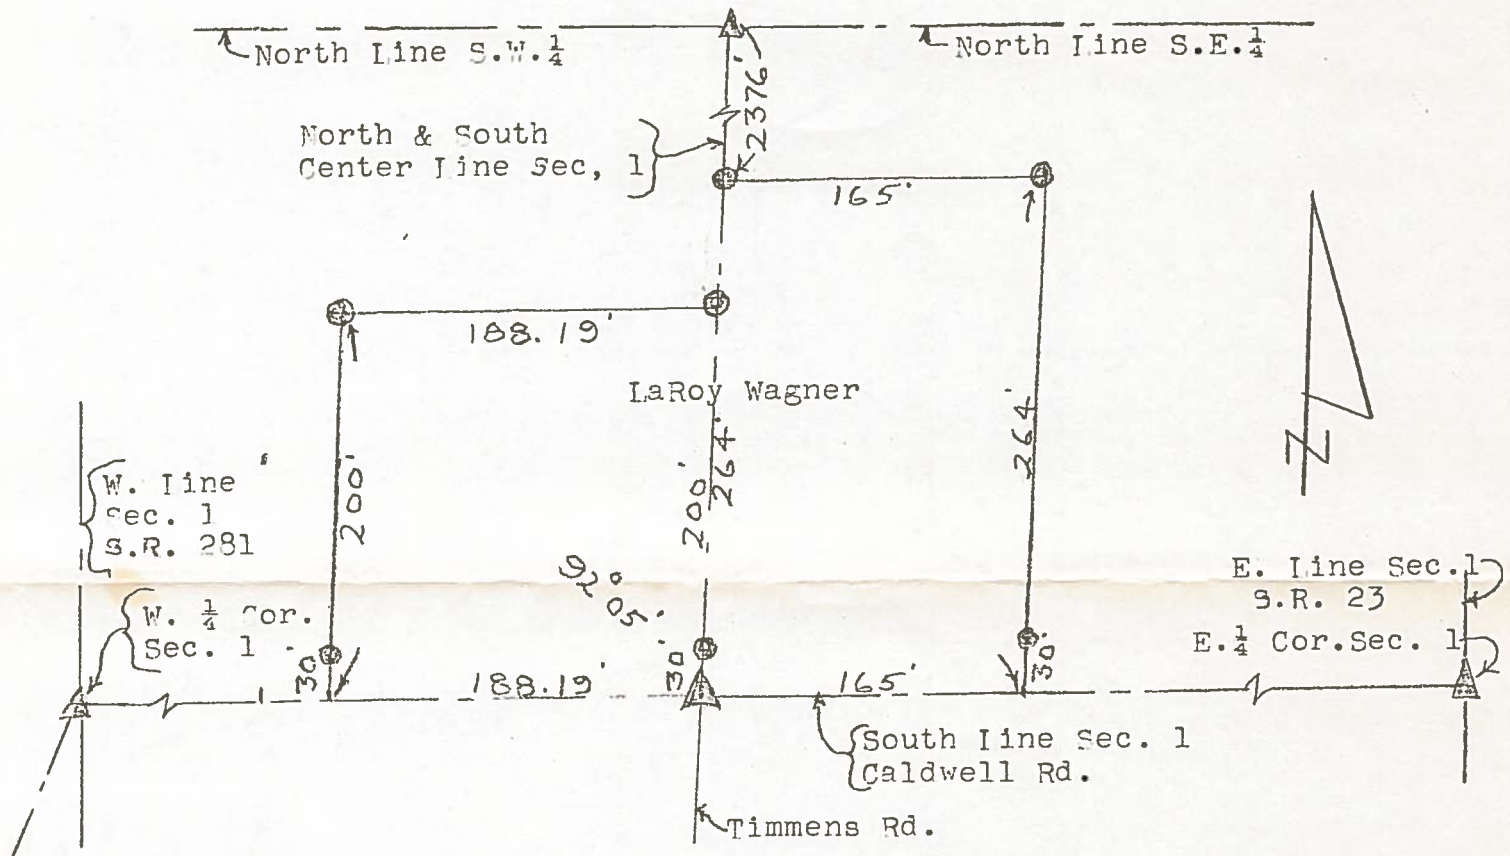 North Line S.W.¼
North Line S.E.¼
2376'
North & South
Center Line Sec, 1
165'
188.19'
LaRoy Wagner
264'
264'
200'
200'
N
W. Line
Sec. 1
S.R. 281
92° 05'
E. Line Sec.1
S.R. 23
W. ¼ Cor.
Sec. 1
E.¼ Cor.Sec. 1
30'
30'
30'
188.19'
165'
South Line Sec. 1
Caldwell Rd.
Timmens Rd.